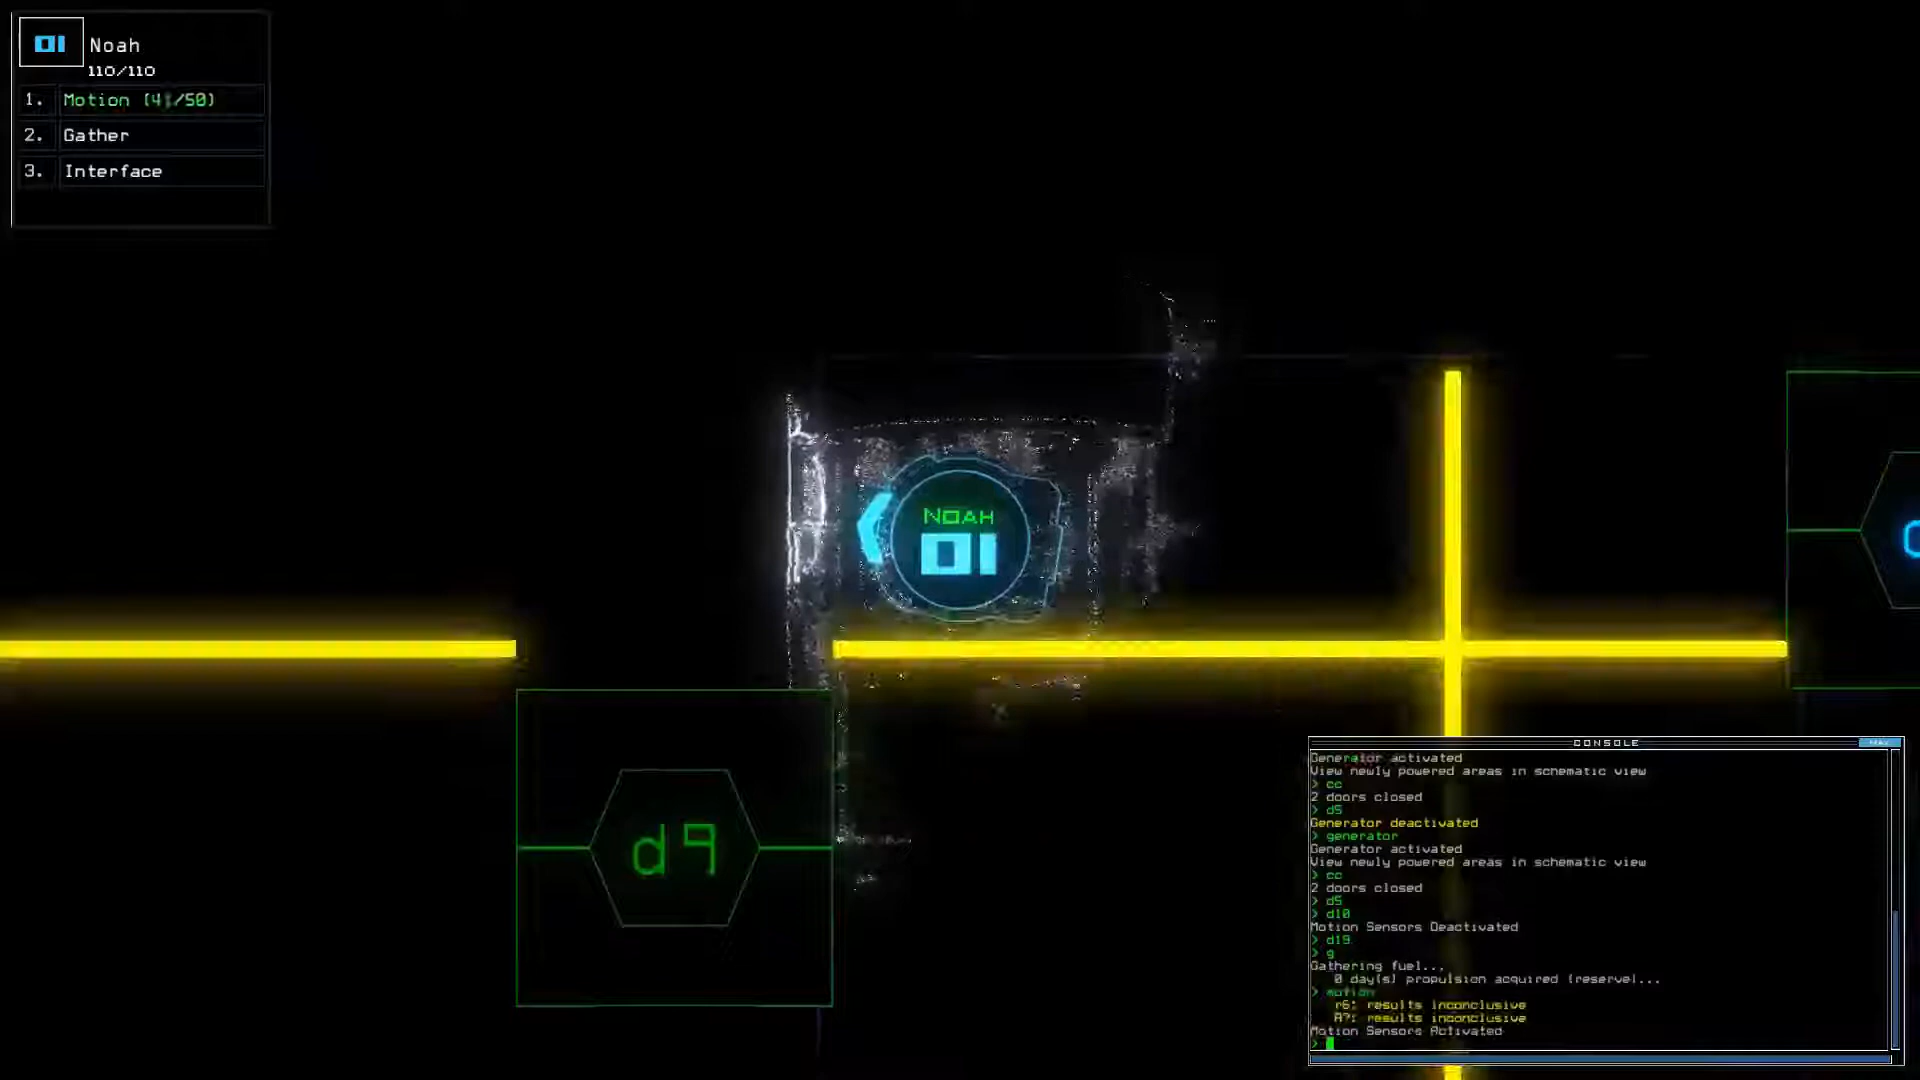 01 Noah
110/110
1. Motion
2. Gather
3. Interface
NOAH
01
d9
CONSOLE
Generator activated
View newly powered areas in schematic view
> cc
2 doors closed
> d5
Generator deactivated
> generator
Generator activated
View newly powered areas in schematic view
> cc
2 doors closed
> d5
> d10
Motion Sensors Deactivated
> d19
> g
Gathering fuel...
0 day(s) propulsion acquired (reserve)...
> motion
r6: results inconclusive
results inconclusive
Motion Sensors Activated
>